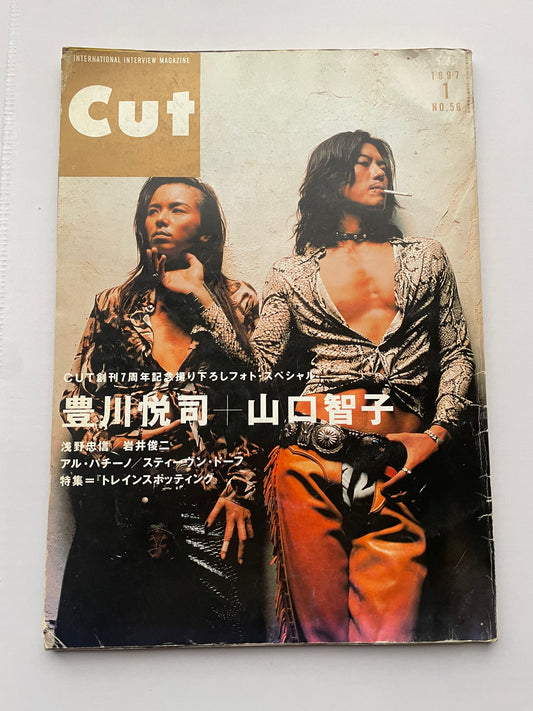 INTERNATIONAL INTERVIEW MAGAZINE
Cut
1997
1
NO.56
CUT創刊7周年記念撮り下ろしフォト・スペシャル
豊川悦司+山口智子
浅野忠信/岩井俊二
アル・パチーノ/スティーヴン・ドーフ
特集=『トレインスポッティング』